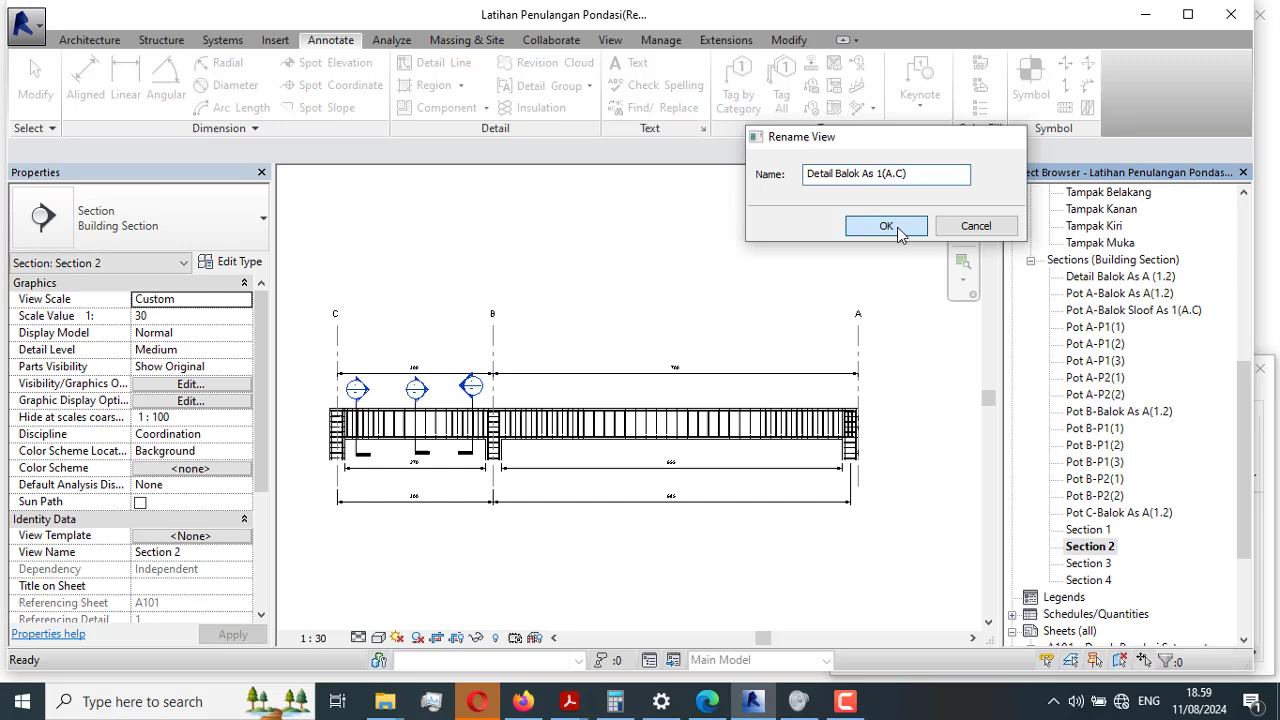 Latihan Penulangan Pondasi(Re...
Architecture Structure Systems Insert Annotate Analyze Massing & Site Collaborate View Manage Extensions Modify
Modify
Select
Aligned Linear Angular
Radial
Diameter
Arc Length
Spot Elevation
Spot Coordinate
Spot Slope
Dimension
Detail Line
Region
Component
Revision Cloud
Detail Group
Insulation
Detail
Text
Check Spelling
Find/ Replace
Text
Tag by Category
Tag All
Keynote
Symbol
Symbol
Rename View
Name: Detail Balok As 1(A.C)
OK Cancel
Properties
Section
Building Section
Section: Section 2
Edit Type
Graphics
View Scale Custom
Scale Value 1: 30
Display Model Normal
Detail Level Medium
Parts Visibility Show Original
Visibility/Graphics O... Edit...
Graphic Display Opti... Edit...
Hide at scales coars... 1 : 100
Discipline Coordination
Color Scheme Locat... Background
Color Scheme <none>
Default Analysis Dis... None
Sun Path
Identity Data
View Template <None>
View Name Section 2
Dependency Independent
Title on Sheet
Referencing Sheet A101
Referencing Detail 1
Properties help
Apply
C B A
1 : 30
ect Browser - Latihan Penulangan Pondas...
Tampak Belakang
Tampak Kanan
Tampak Kiri
Tampak Muka
Sections (Building Section)
Detail Balok As A (1.2)
Pot A-Balok As A(1.2)
Pot A-Balok Sloof As 1(A.C)
Pot A-P1(1)
Pot A-P1(2)
Pot A-P1(3)
Pot A-P2(1)
Pot A-P2(2)
Pot B-Balok As A(1.2)
Pot B-P1(1)
Pot B-P1(2)
Pot B-P1(3)
Pot B-P2(1)
Pot B-P2(2)
Pot C-Balok As A(1.2)
Section 1
Section 2
Section 3
Section 4
Legends
Schedules/Quantities
Sheets (all)
Ready
:0
Main Model
:0
Type here to search
ENG
18.59
11/08/2024